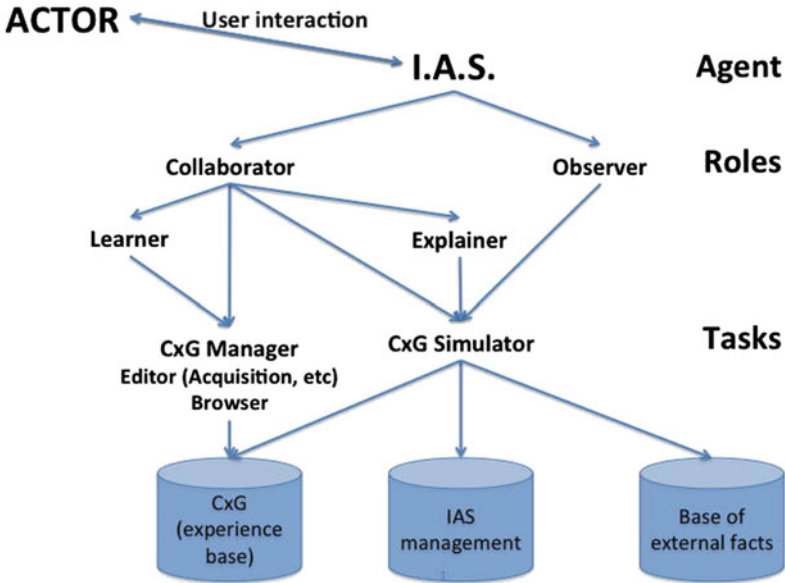 ACTOR
User interaction
I.A.S.
Agent
Collaborator
Observer
Roles
Learner
Explainer
CxG Manager
Editor (Acquisition, etc)
Browser
CxG Simulator
Tasks
CxG
(experience
base)
IAS
management
1
Base of
external facts